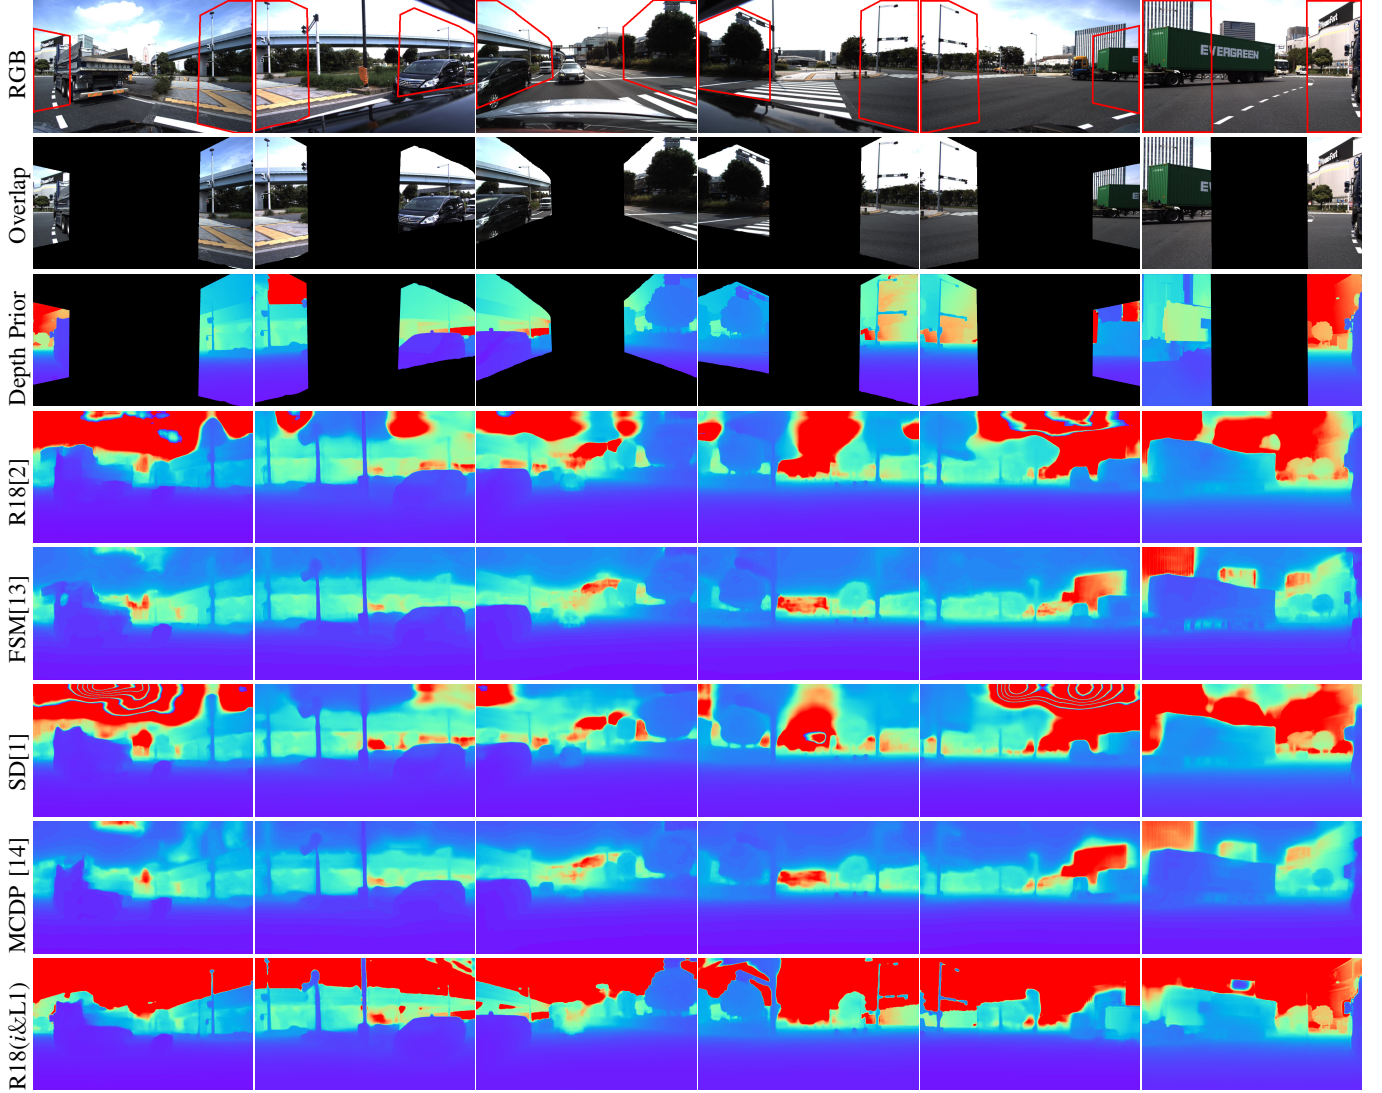 RGB
EVERGREEN
Overlap
Depth Prior
R18[2]
FSM[13]
SD[1]
MCDP [14]
R18(i&L1)